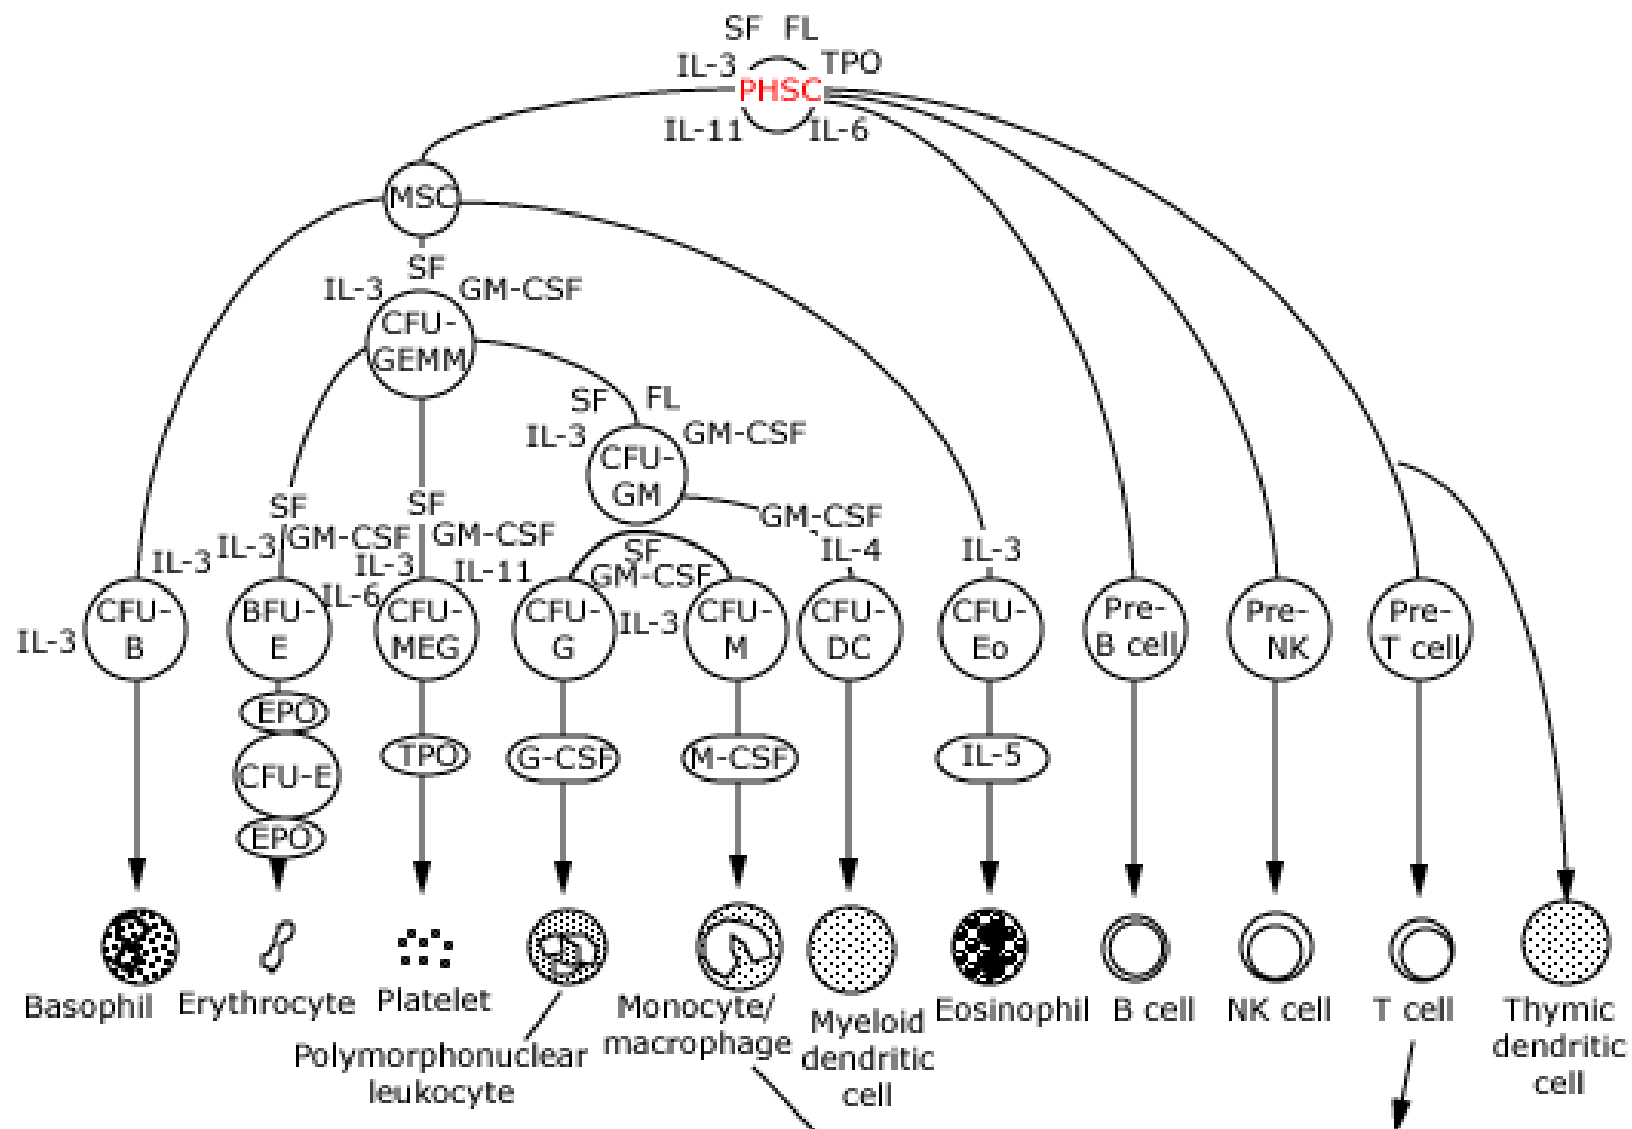 SF FL
IL-3 TPO
PHSC
IL-11 IL-6
MSC
SF
IL-3 GM-CSF
CFU-
GEMM
SF FL
IL-3 GM-CSF
CFU-
GM
SF
IL-3 GM-CSF
SF
GM-CSF
IL-3 IL-11
IL-6
GM-CSF
IL-4
SF
GM-CSF
IL-3
IL-3
IL-3
IL-3
CFU-
B
BFU-
E
CFU-
MEG
CFU-
G
CFU-
M
CFU-
DC
CFU-
Eo
Pre-
B cell
Pre-
NK
Pre-
T cell
EPO
CFU-E
EPO
TPO
G-CSF
M-CSF
IL-5
Basophil
Erythrocyte
Platelet
Polymorphonuclear
leukocyte
Monocyte/
macrophage
Myeloid
dendritic
cell
Eosinophil
B cell
NK cell
T cell
Thymic
dendritic
cell